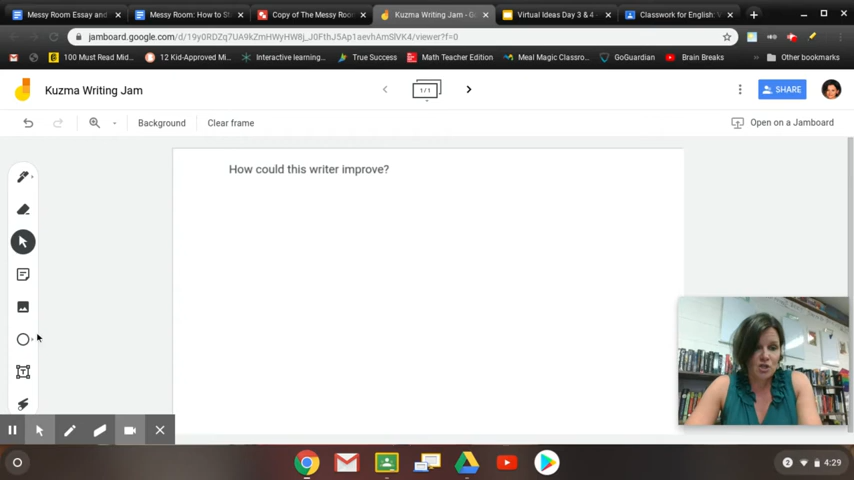 Messy Room Essay and
Messy Room: How to St
Copy of The Messy Roo
Kuzma Writing Jam - G
Virtual Ideas Day 3 & 4 -
Classwork for English: V
jamboard.google.com/d/19y0RDZq7UA9kZmHWyHW8j_J0FthJ5Ap1aevhAmSlVK4/viewer?f=0
100 Must Read Mid...
12 Kid-Approved Mi...
Interactive learning...
True Success
Math Teacher Edition
Meal Magic Classro...
GoGuardian
Brain Breaks
»
Other bookmarks
Kuzma Writing Jam
1/1
SHARE
Background
Clear frame
Open on a Jamboard
How could this writer improve?
2
4:29